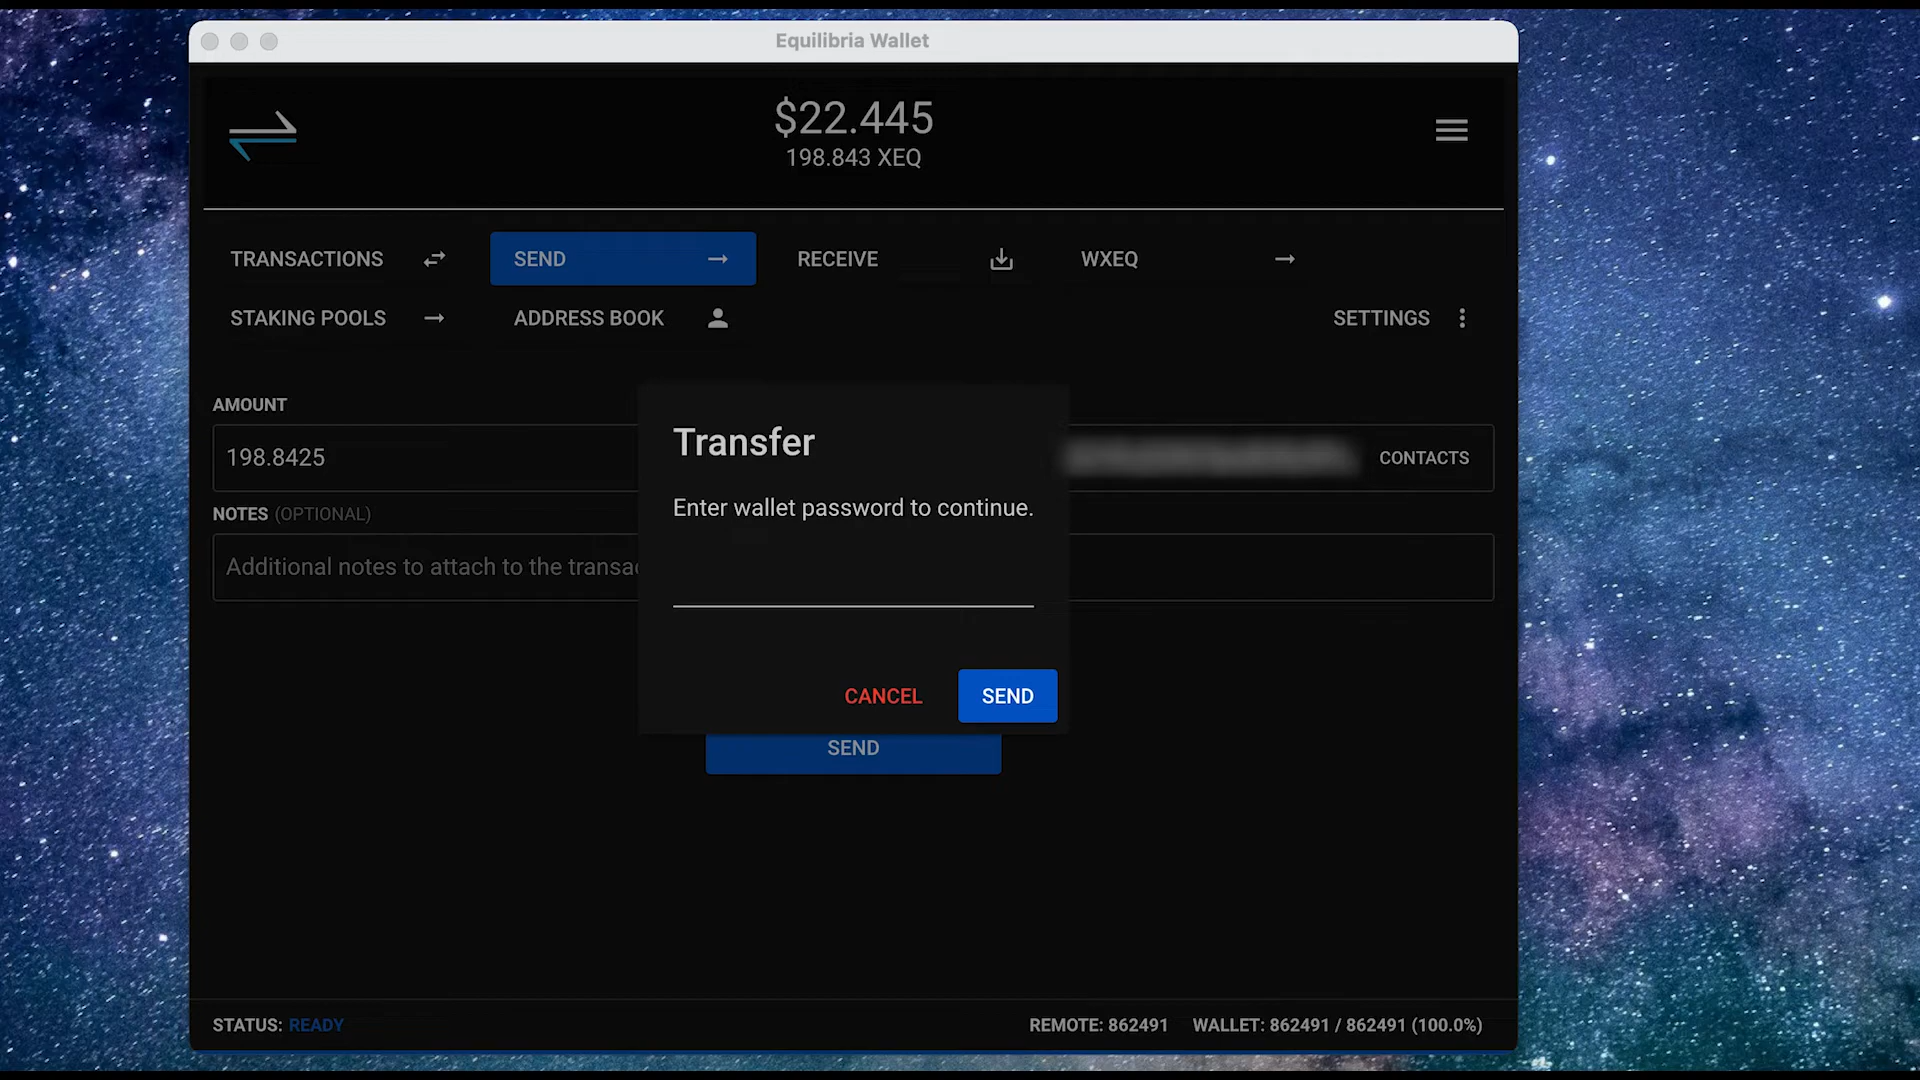 Equilibria Wallet
$22.445
198.843 XEQ
TRANSACTIONS
SEND
RECEIVE
WXEQ
STAKING POOLS
ADDRESS BOOK
SETTINGS
AMOUNT
198.8425
CONTACTS
NOTES (OPTIONAL)
Additional notes to attach to the
Transfer
Enter wallet password to continue.
CANCEL
SEND
SEND
STATUS: READY
REMOTE: 862491
WALLET: 862491 / 862491 (100.0%)